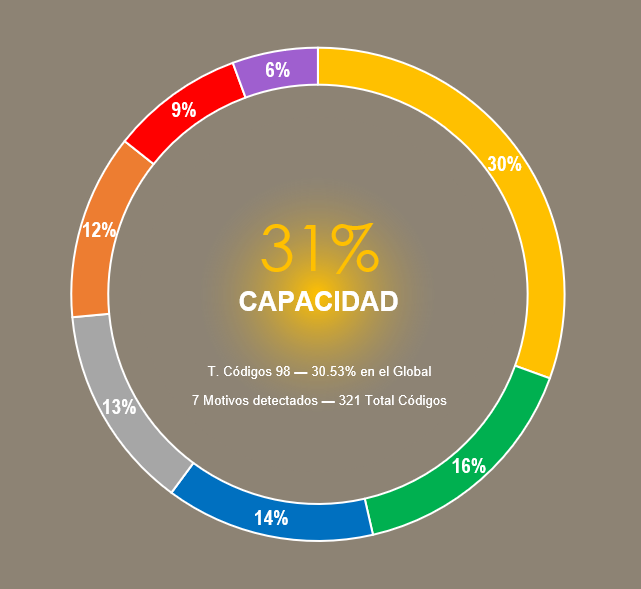 6%
9%
30%
12%
31%
CAPACIDAD
T. Códigos 98 — 30.53% en el Global
7 Motivos detectados — 321 Total Códigos
13%
16%
14%